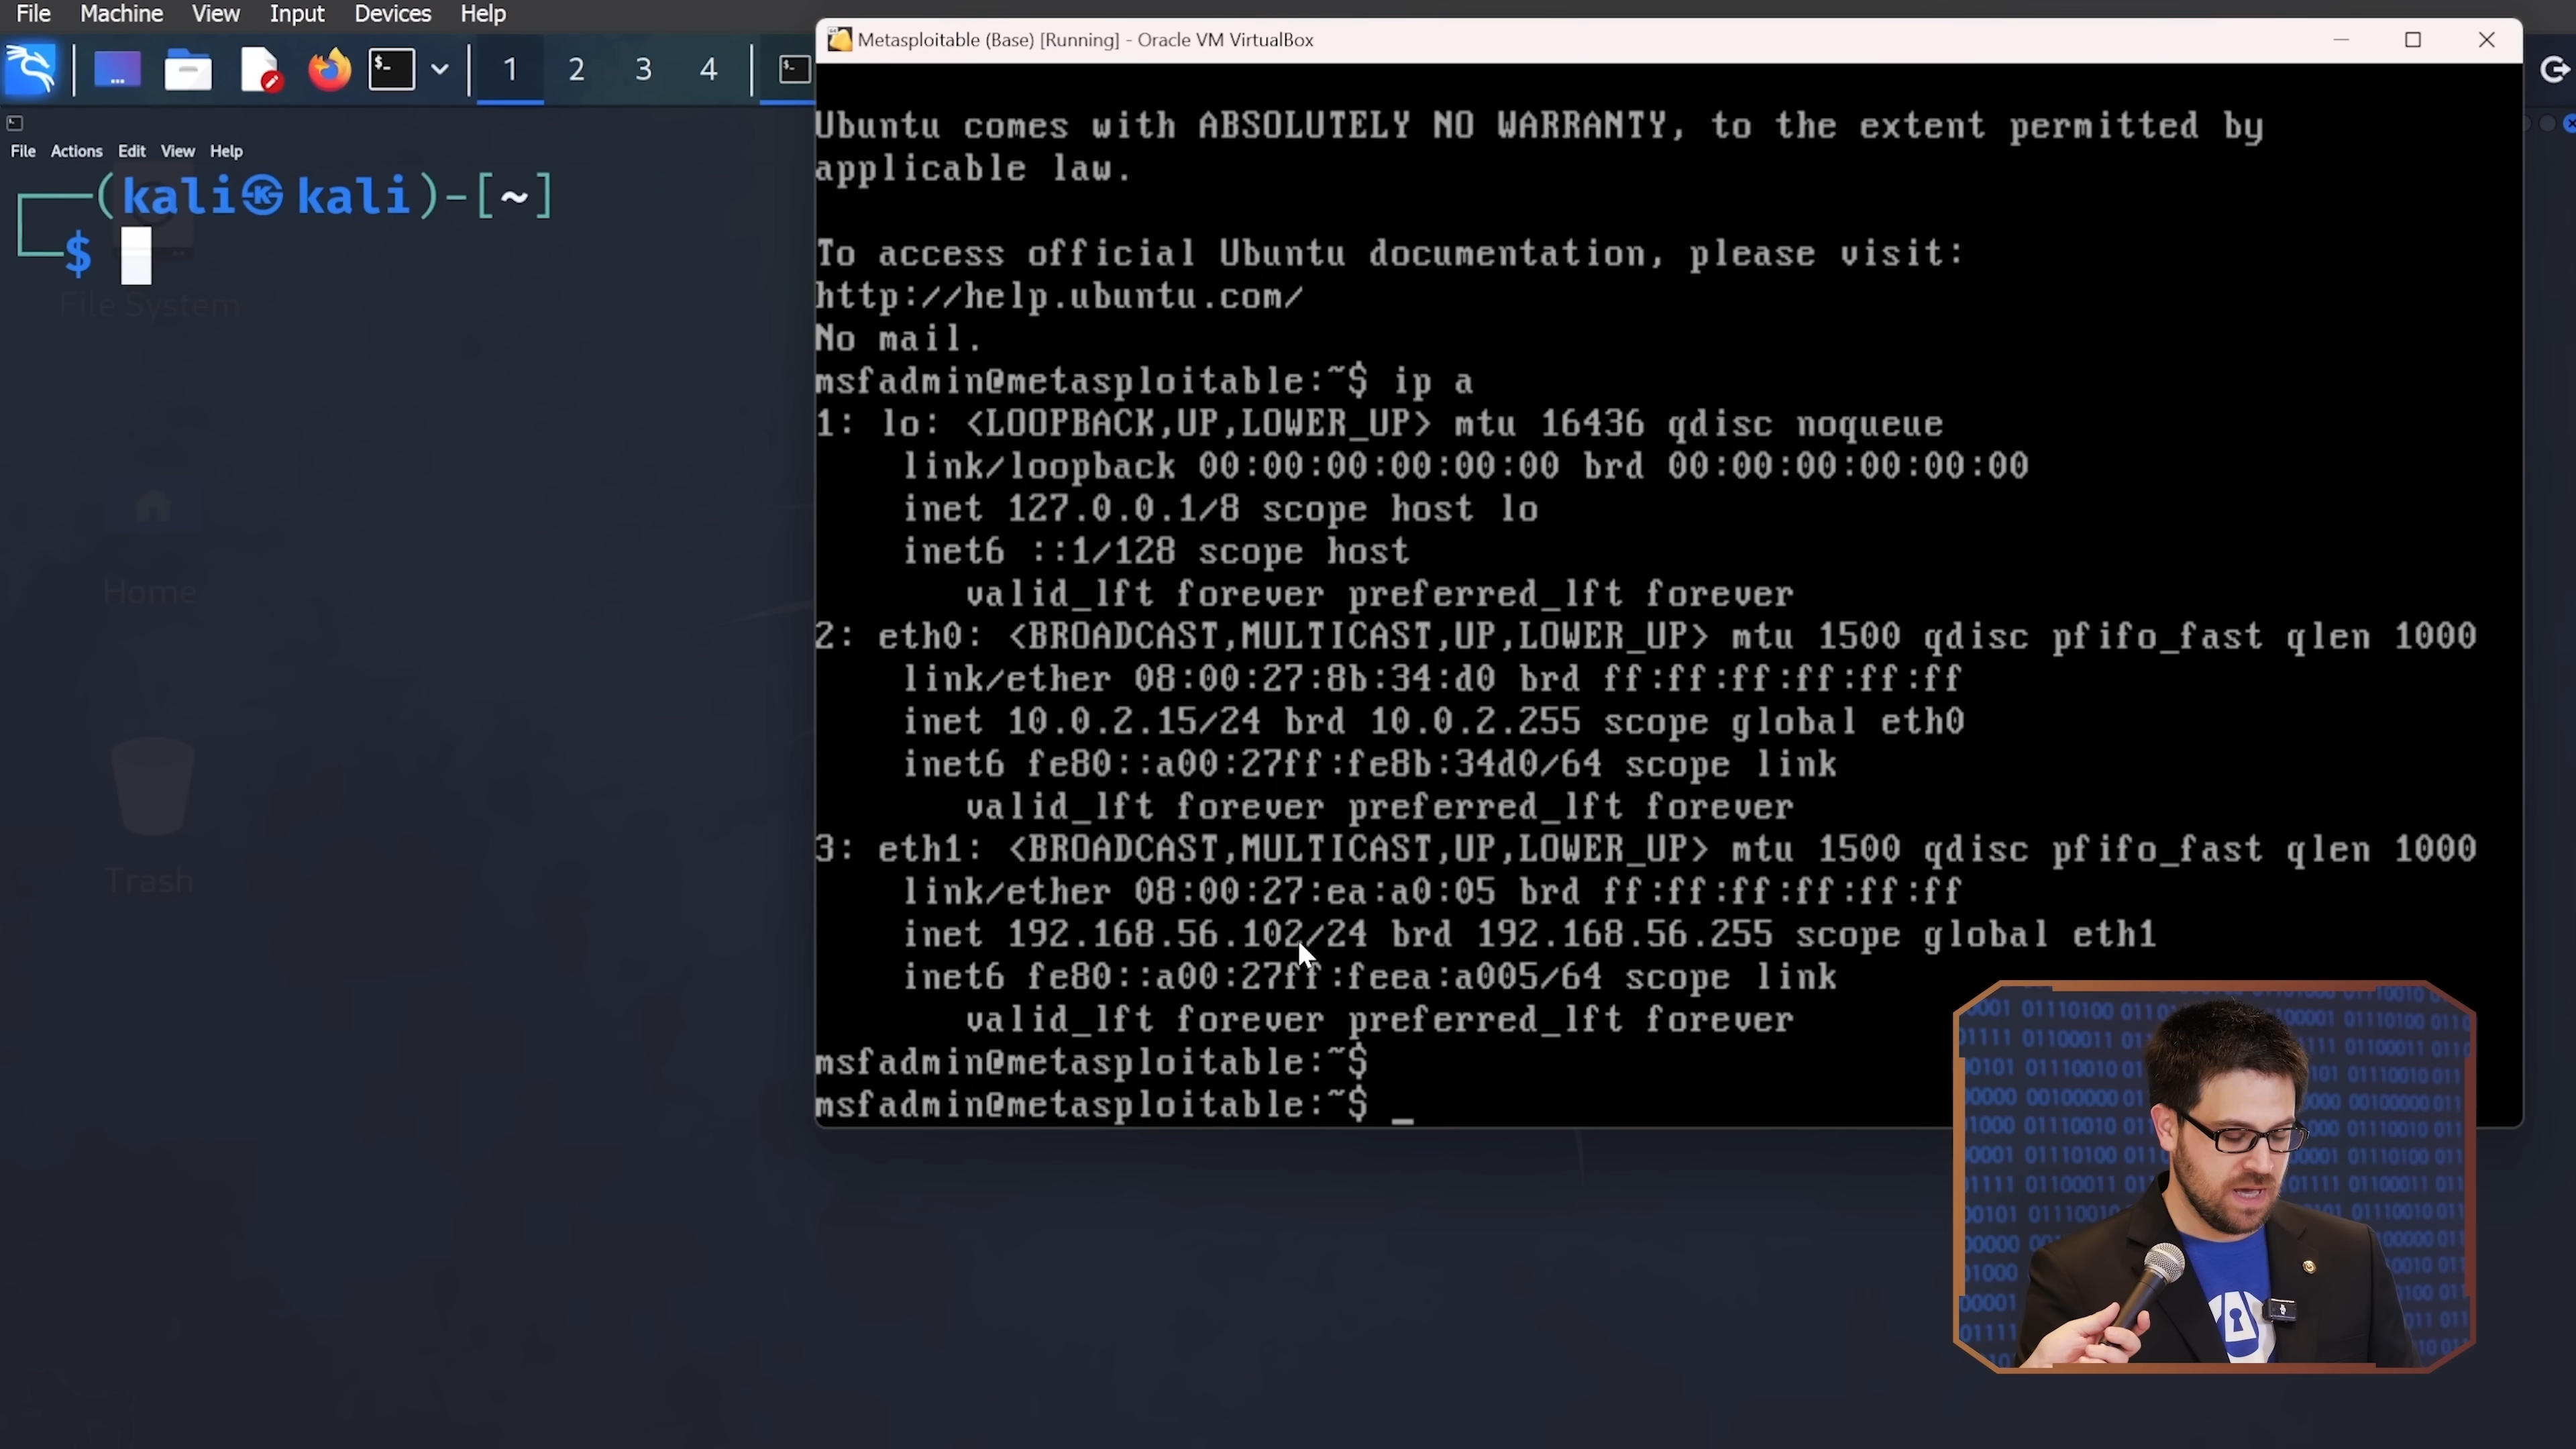 File Machine View Input Devices Help
1 2 3 4
File Actions Edit View Help
(kali㉿kali)-[~]
$
File System
Home
Trash
Metasploitable (Base) [Running] - Oracle VM VirtualBox
Ubuntu comes with ABSOLUTELY NO WARRANTY, to the extent permitted by
applicable law.
To access official Ubuntu documentation, please visit:
http://help.ubuntu.com/
No mail.
msfadmin@metasploitable:~$ ip a
1: lo: <LOOPBACK,UP,LOWER_UP> mtu 16436 qdisc noqueue
link/loopback 00:00:00:00:00:00 brd 00:00:00:00:00:00
inet 127.0.0.1/8 scope host lo
inet6 ::1/128 scope host
valid_lft forever preferred_lft forever
2: eth0: <BROADCAST,MULTICAST,UP,LOWER_UP> mtu 1500 qdisc pfifo_fast qlen 1000
link/ether 08:00:27:8b:34:d0 brd ff:ff:ff:ff:ff:ff
inet 10.0.2.15/24 brd 10.0.2.255 scope global eth0
inet6 fe80::a00:27ff:fe8b:34d0/64 scope link
valid_lft forever preferred_lft forever
3: eth1: <BROADCAST,MULTICAST,UP,LOWER_UP> mtu 1500 qdisc pfifo_fast qlen 1000
link/ether 08:00:27:ea:a0:05 brd ff:ff:ff:ff:ff:ff
inet 192.168.56.102/24 brd 192.168.56.255 scope global eth1
inet6 fe80::a00:27ff:feea:a005/64 scope link
valid_lft forever preferred_lft forever
msfadmin@metasploitable:~$
msfadmin@metasploitable:~$ _